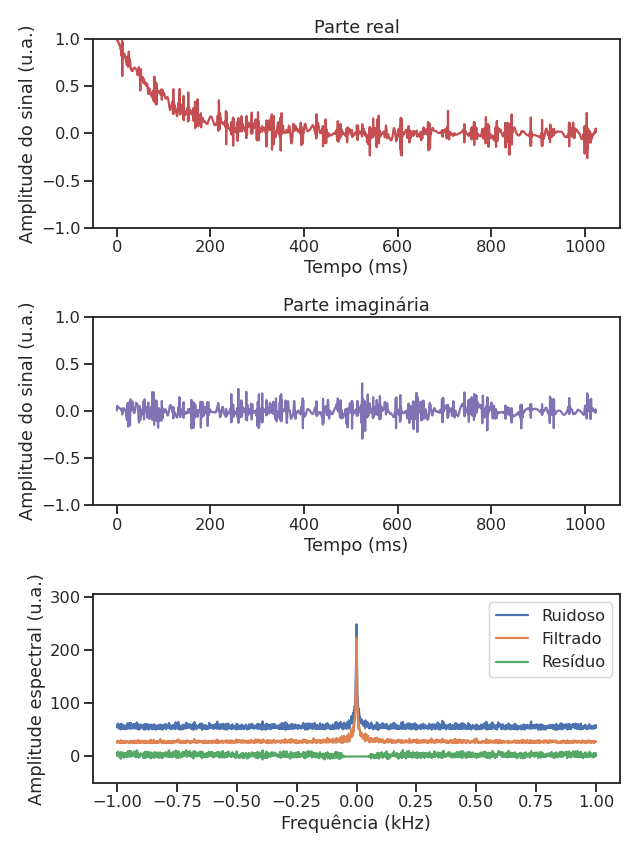 Parte real
Amplitude do sinal (u.a.)
1.0
0.5
0.0
−0.5
−1.0
0 200 400 600 800 1000
Tempo (ms)
Parte imaginária
Amplitude do sinal (u.a.)
1.0
0.5
0.0
−0.5
−1.0
0 200 400 600 800 1000
Tempo (ms)
Amplitude espectral (u.a.)
300
200
100
0
Ruidoso
Filtrado
Resíduo
−1.00 −0.75 −0.50 −0.25 0.00 0.25 0.50 0.75 1.00
Frequência (kHz)